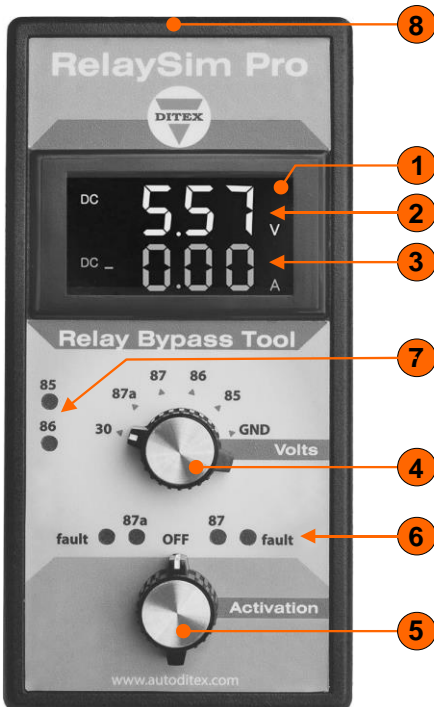 8
RelaySim Pro
DITEX
1
DC 5.57 V
2
DC _ 0.00 A
3
Relay Bypass Tool
7
85
87a 87 86 85
86
30 GND
Volts
4
fault 87a OFF 87 fault
6
Activation
5
www.autoditex.com